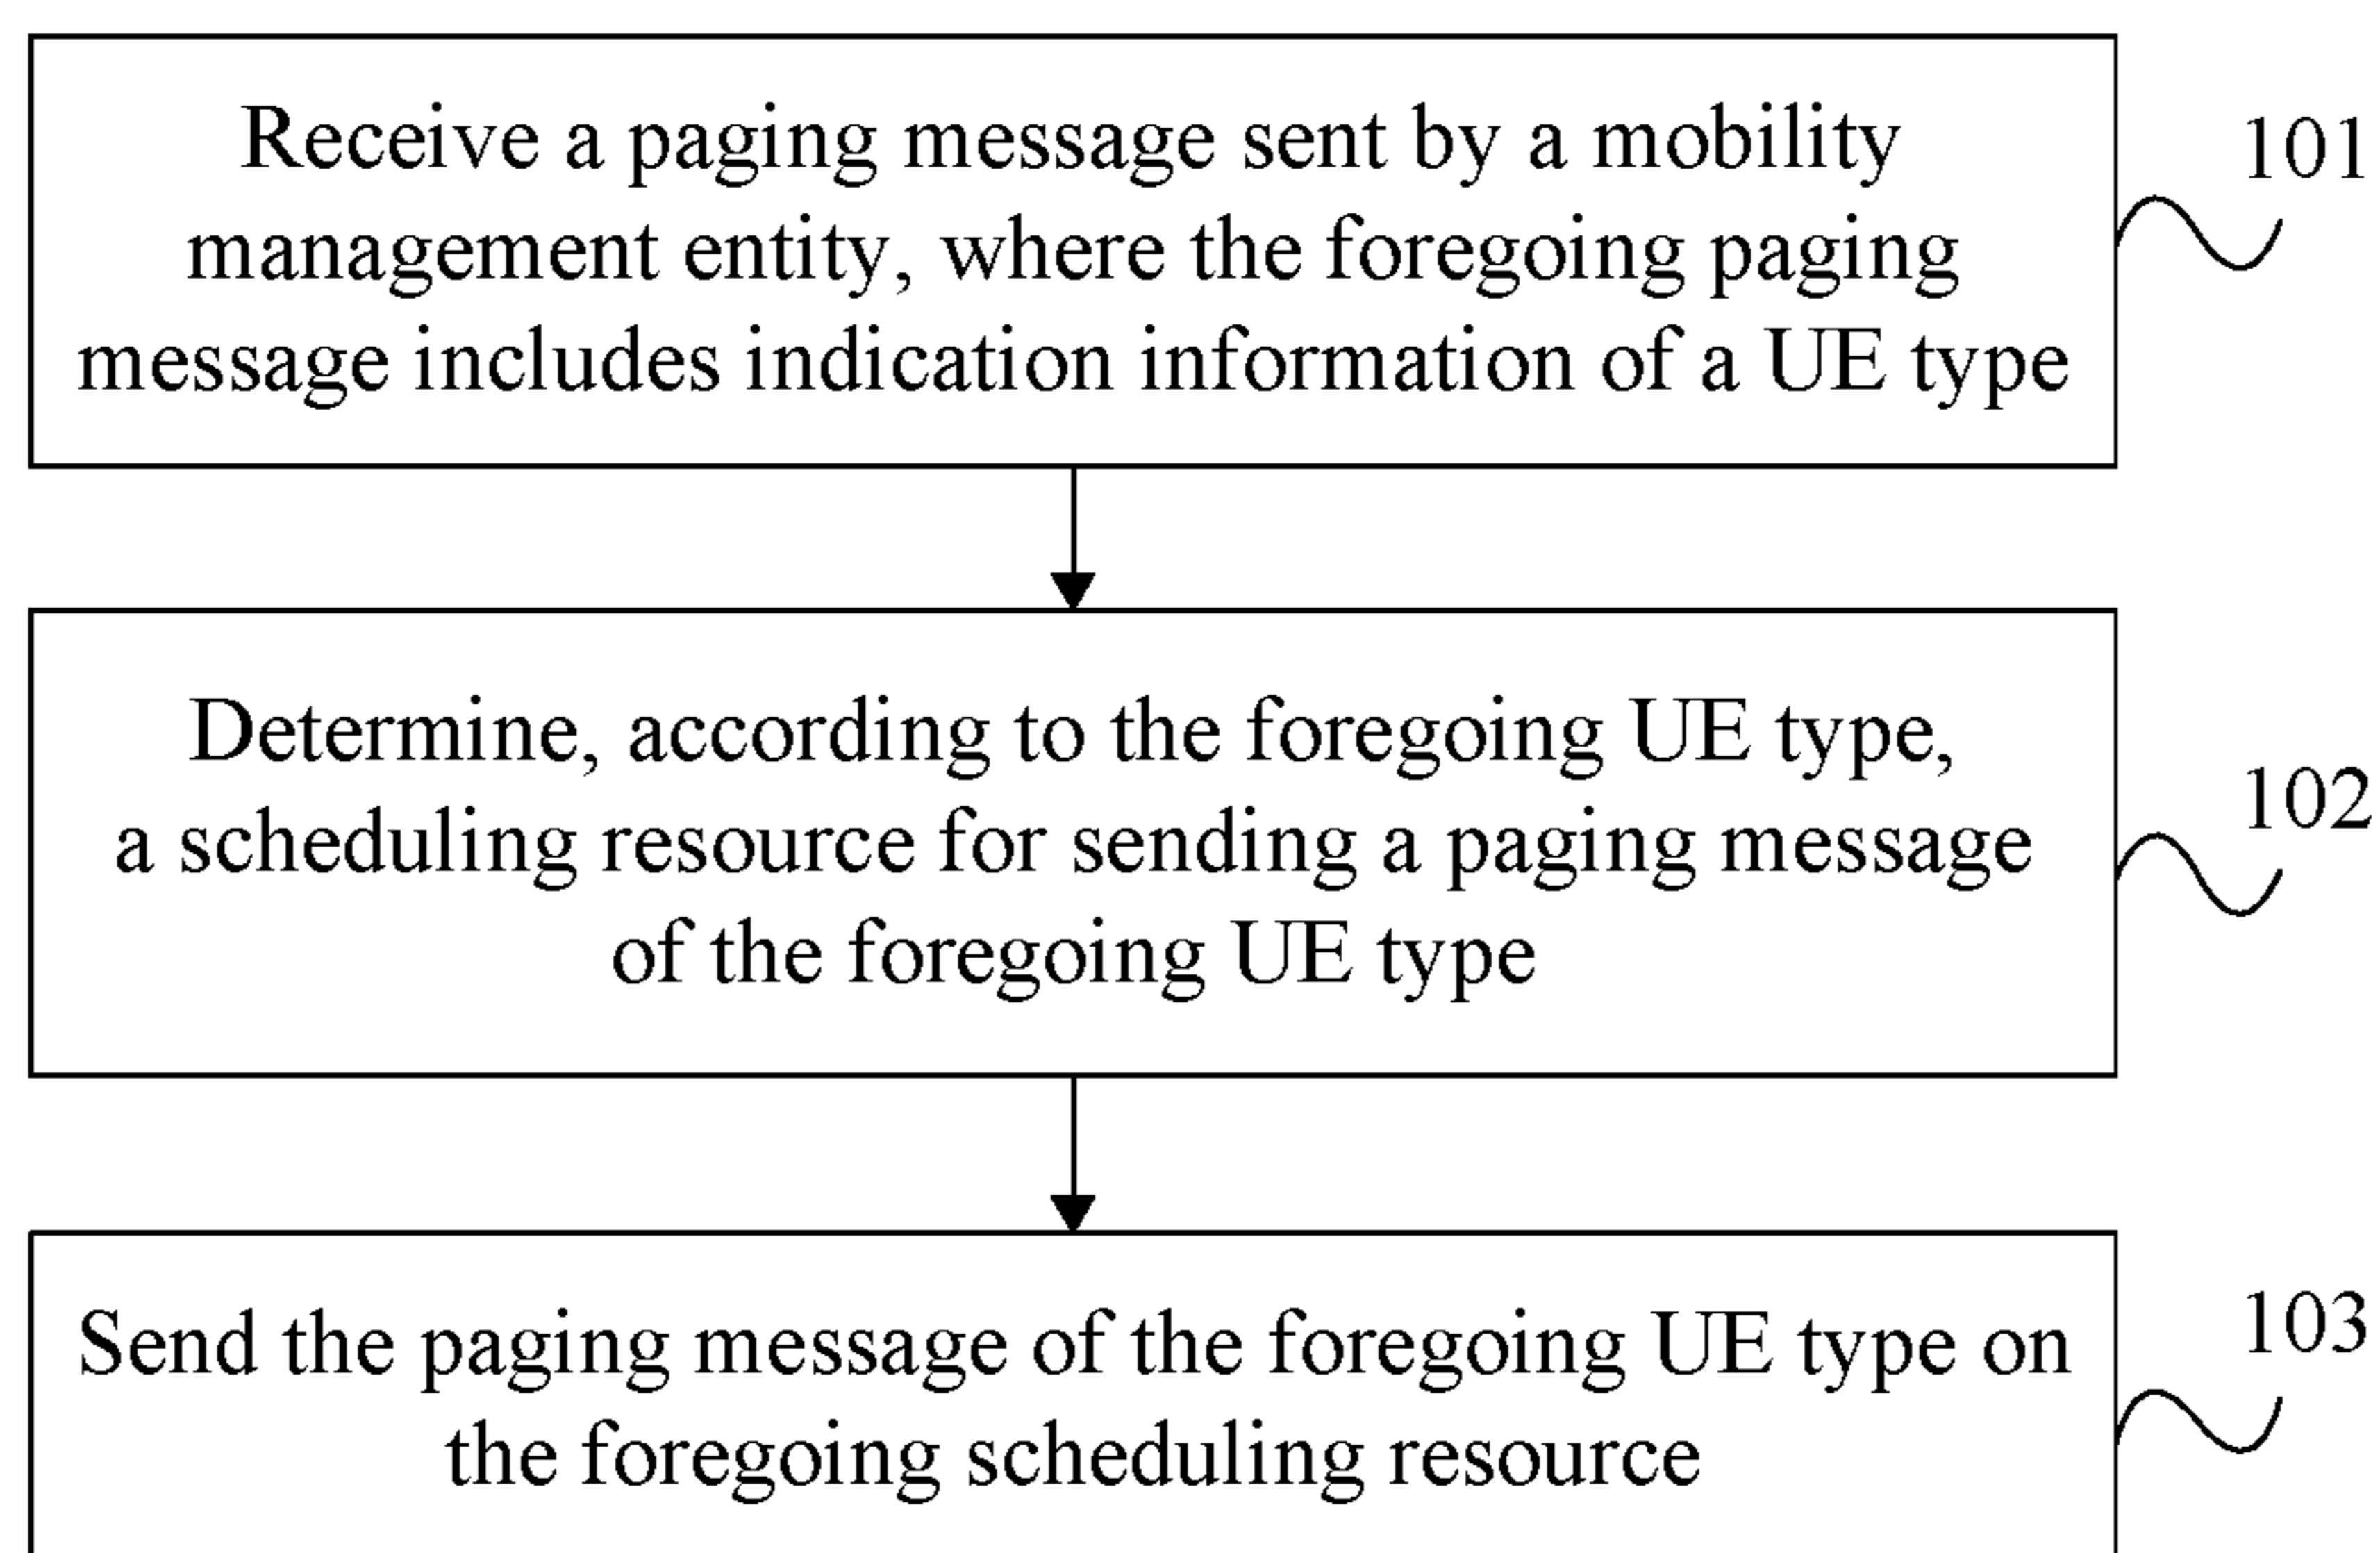 Receive a paging message sent by a mobility
management entity, where the foregoing paging
message includes indication information of a UE type
101
Determine, according to the foregoing UE type,
a scheduling resource for sending a paging message
of the foregoing UE type
102
Send the paging message of the foregoing UE type on
the foregoing scheduling resource
103